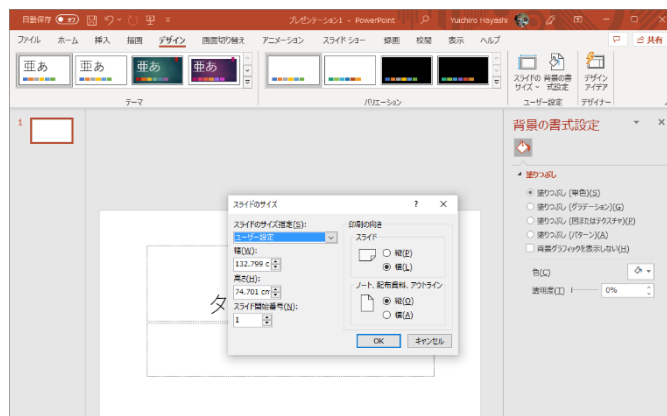 自動保存 オフ プレゼンテーション1 - PowerPoint Yuichiro Hayashi
ファイル ホーム 挿入 描画 デザイン 画面切り替え アニメーション スライド ショー 録画 校閲 表示 ヘルプ 共有
亜あ 亜あ 亜あ 亜あ
スライドの サイズ 背景の書式設定 デザイン アイデア
テーマ バリエーション ユーザー設定 デザイナー
1
背景の書式設定
塗りつぶし
塗りつぶし (単色)(S)
塗りつぶし (グラデーション)(G)
塗りつぶし (図またはテクスチャ)(P)
塗りつぶし (パターン)(A)
背景グラフィックを表示しない(H)
色(C)
透明度(T) 0%
スライドのサイズ ? ×
スライドのサイズ指定(S):
ユーザー設定
幅(W):
132.799 c
高さ(H):
74.701 cm
スライド開始番号(N):
1
印刷の向き
スライド
縦(P)
横(L)
ノート、配布資料、アウトライン
縦(O)
横(A)
OK キャンセル
タ